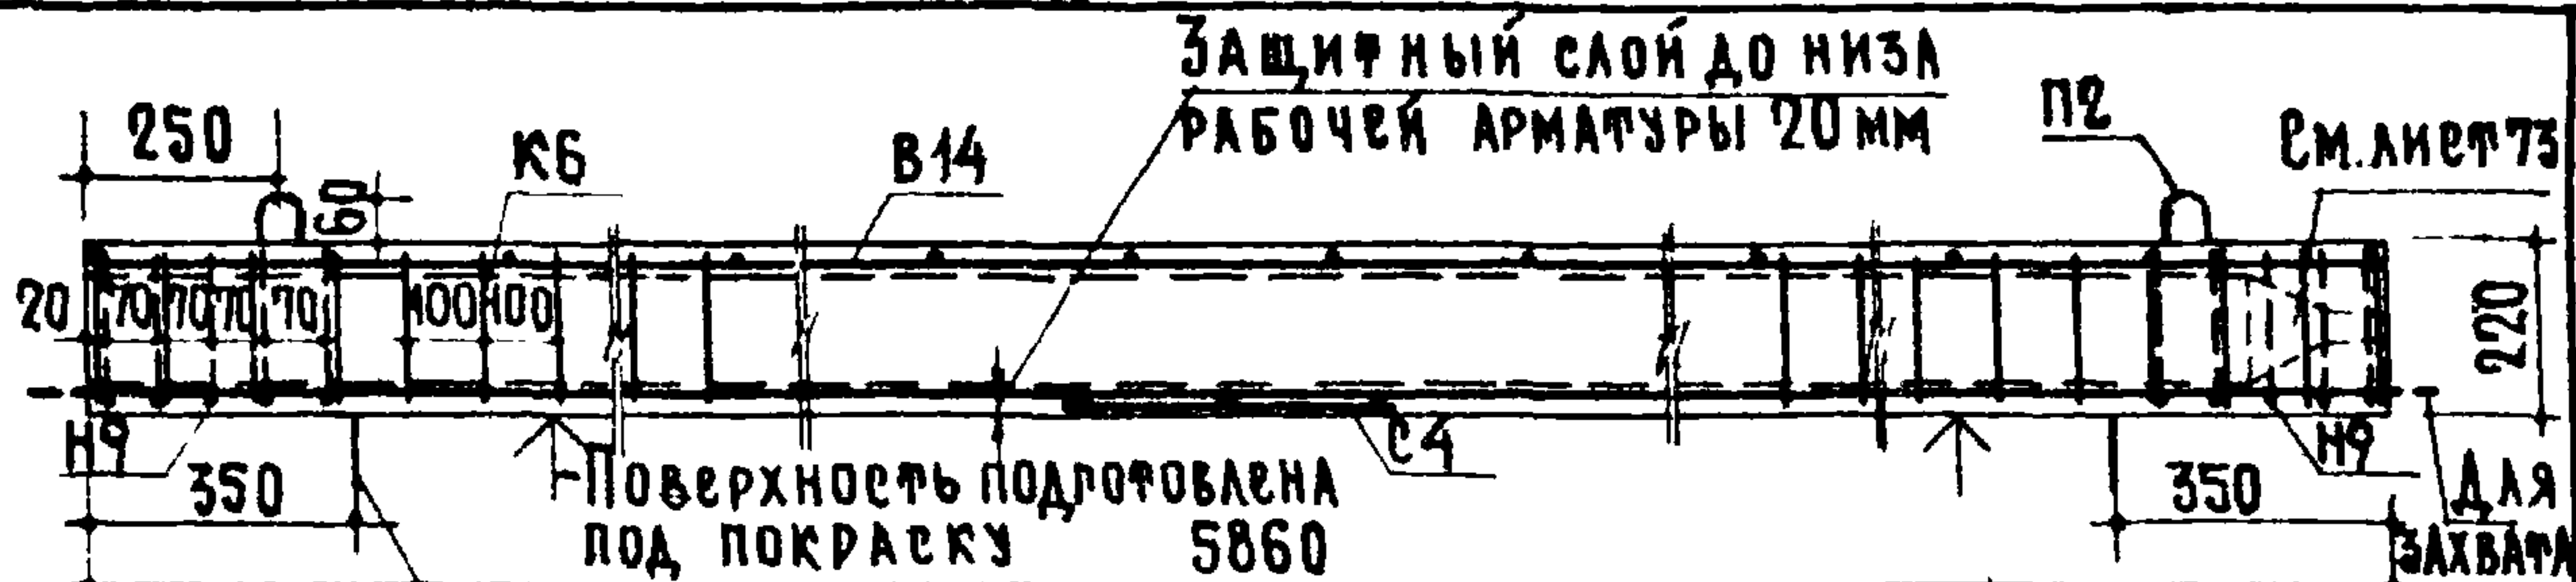 ЗАЩИТНЫЙ СЛОЙ ДО НИЗА
РАБОЧЕЙ АРМАТУРЫ 20 ММ
П2
СМ. ЛИСТ 73
250
60
К6
В14
20
70
70
70
70
100
100
220
Н9
350
ПОВЕРХНОСТЬ ПОДГОТОВЛЕНА
ПОД ПОКРАСКУ
5860
С4
Н9
350
ДЛЯ
ЗАХВАТА